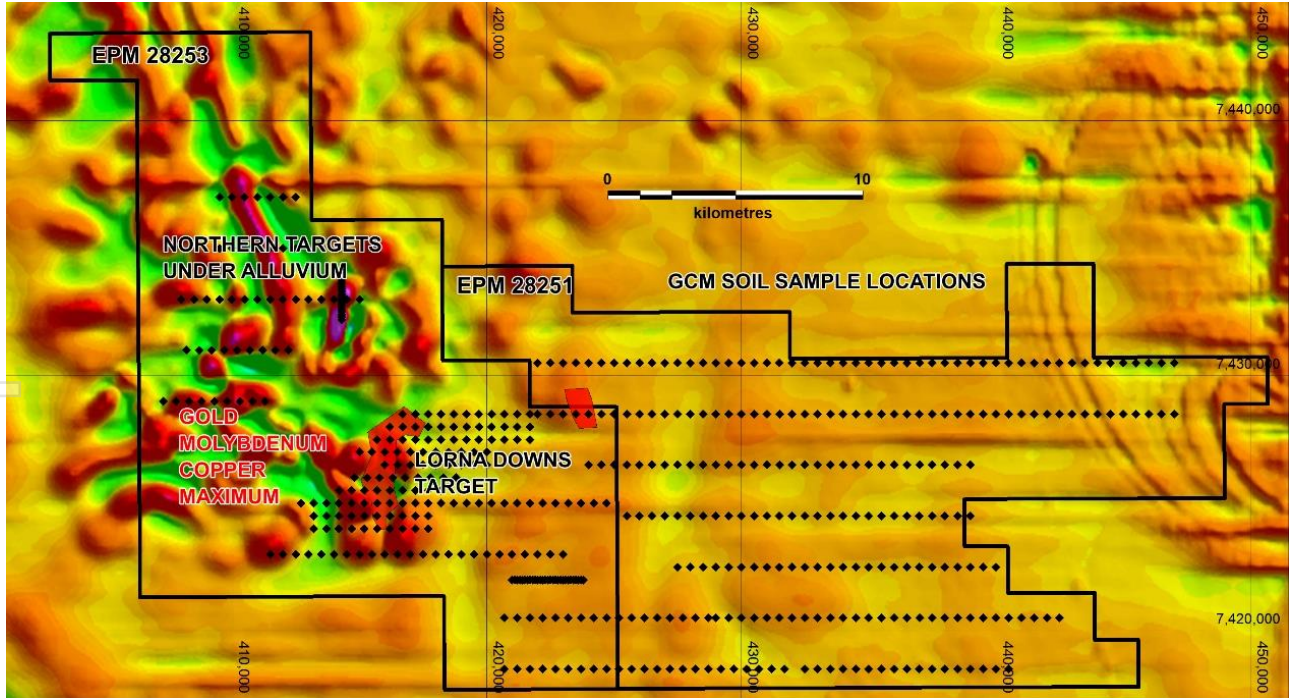 410,000
420,000
430,000
440,000
450,000
EPM 28253
7,440,000
0
10
kilometres
NORTHERN TARGETS
UNDER ALLUVIUM
EPM 28251
GCM SOIL SAMPLE LOCATIONS
7,430,000
GOLD
MOLYBDENUM
COPPER
MAXIMUM
LORNA DOWNS
TARGET
7,420,000
410,000
420,000
430,000
440,000
450,000